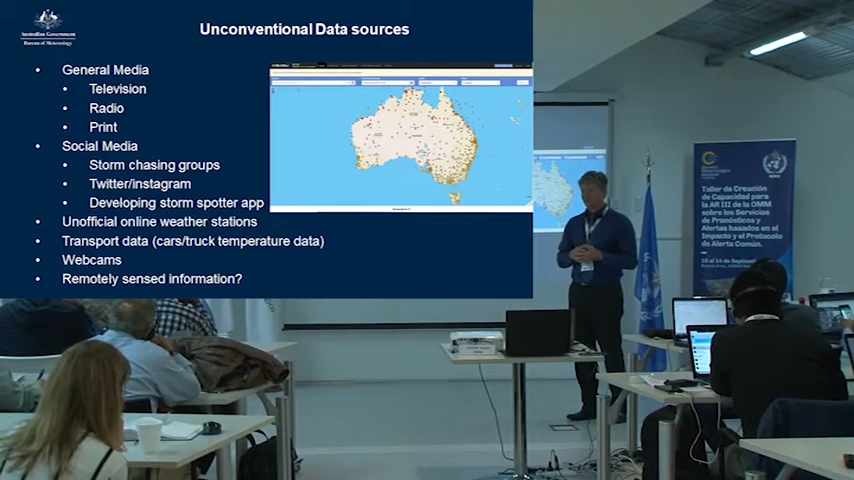 Australian Government
Bureau of Meteorology
Unconventional Data sources
• General Media
• Television
• Radio
• Print
• Social Media
• Storm chasing groups
• Twitter/instagram
• Developing storm spotter app
• Unofficial online weather stations
• Transport data (cars/truck temperature data)
• Webcams
• Remotely sensed information?
Taller de Creación
de Capacidad para
la AR III de la OMM
sobre los Servicios
de Pronósticos y
Alertas basados en el
Impacto y el Protocolo
de Alerta Común.